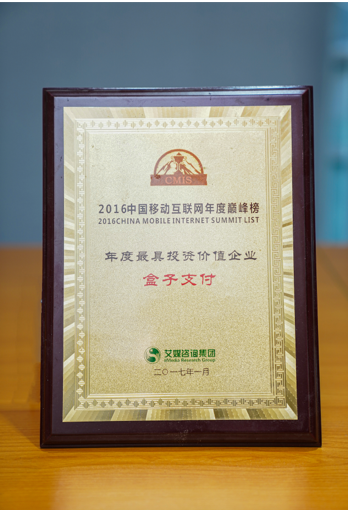 CMIS
2016中国移动互联网年度巅峰榜
2016CHINA MOBILE INTERNET SUMMIT LIST
年度最具投资价值企业
盒子支付
艾媒咨询集团
iiMedia Research Group
二〇一七年一月